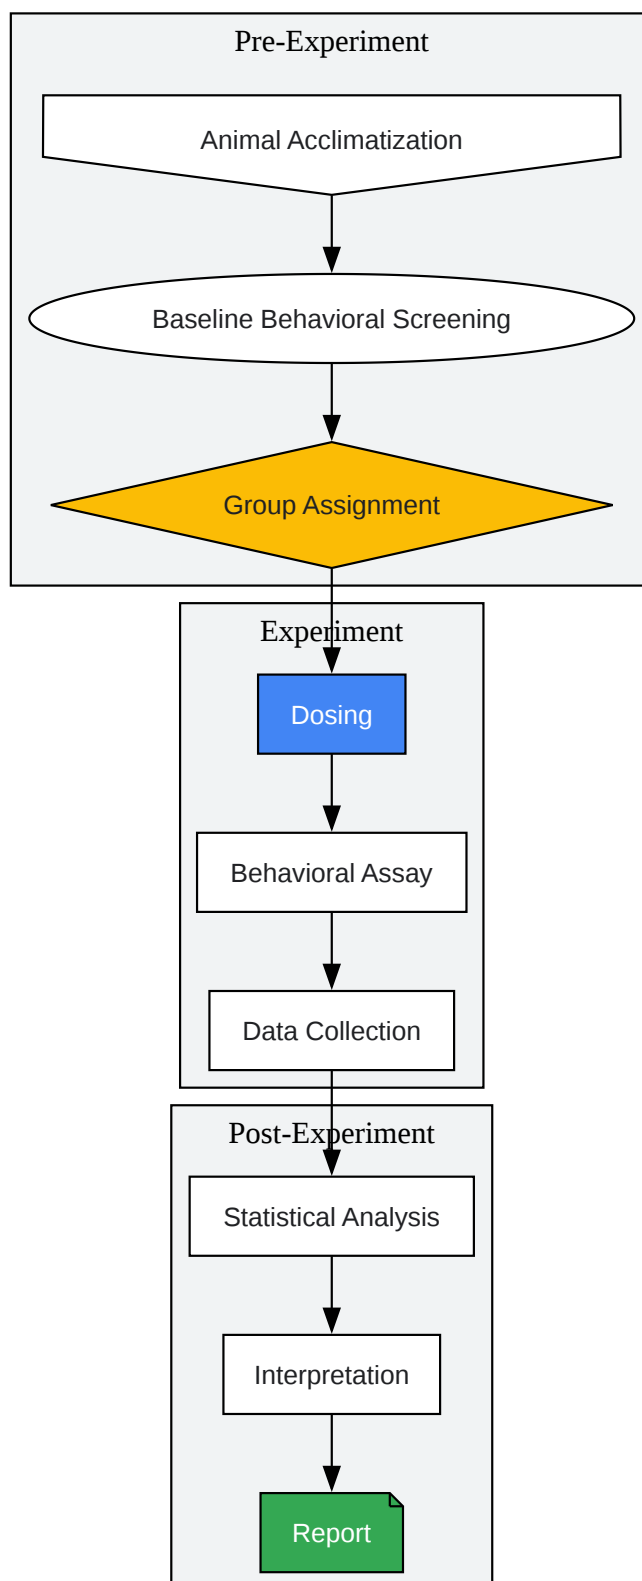 Pre-Experiment
Animal Acclimatization
Baseline Behavioral Screening
Group Assignment
Experiment
Dosing
Behavioral Assay
Data Collection
Post-Experiment
Statistical Analysis
Interpretation
Report